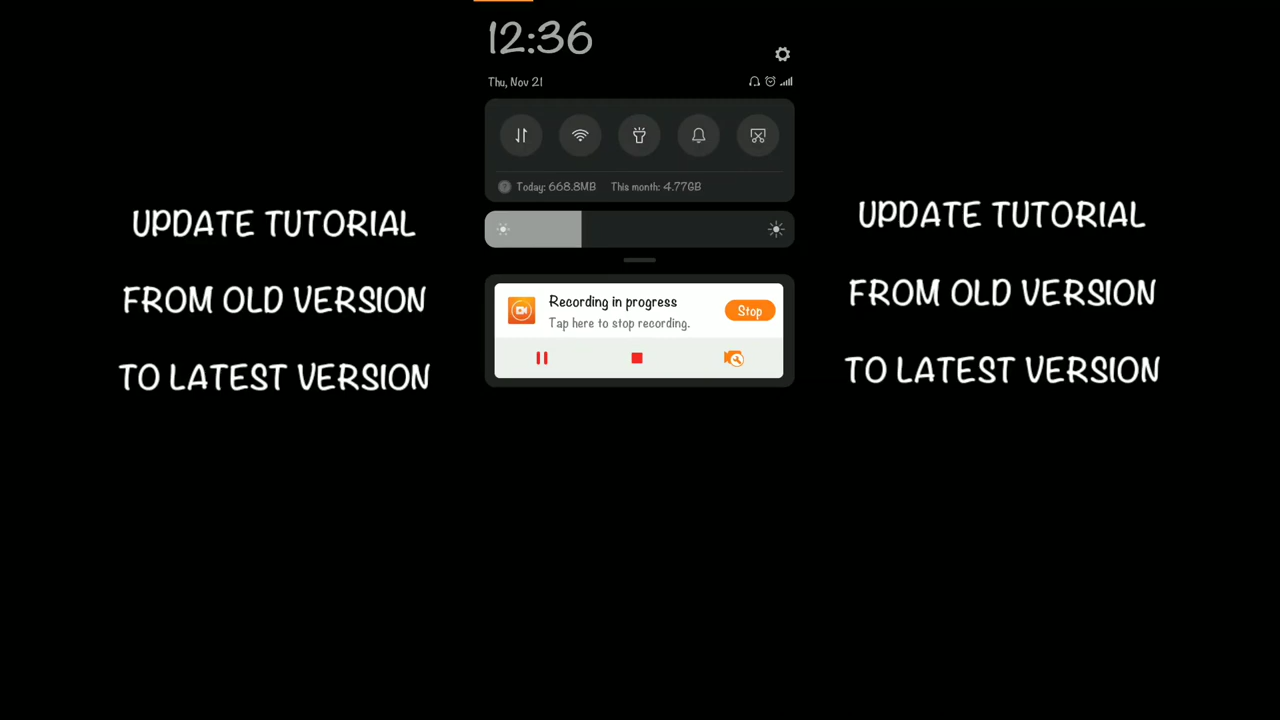 12:36
Thu, Nov 21
Today: 668.8MB This month: 4.77GB
UPDATE TUTORIAL
FROM OLD VERSION
TO LATEST VERSION
Recording in progress
Tap here to stop recording.
Stop
UPDATE TUTORIAL
FROM OLD VERSION
TO LATEST VERSION